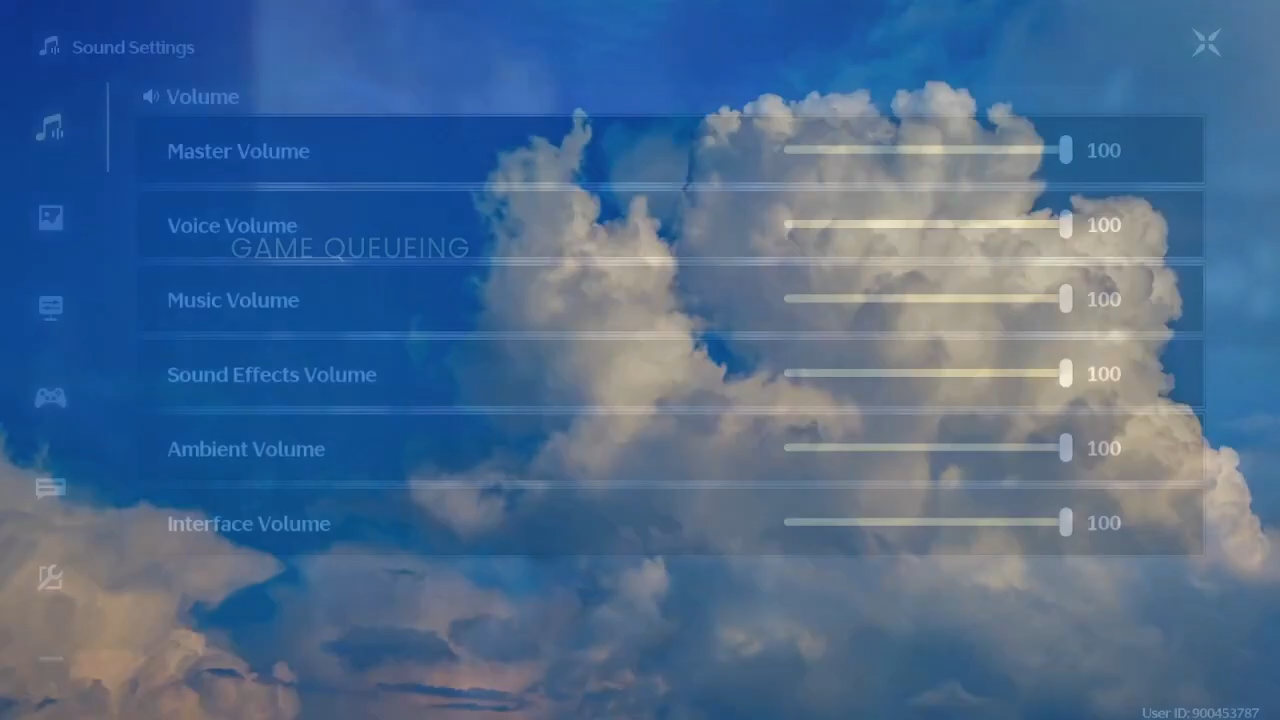 Sound Settings
Volume
Master Volume 100
Voice Volume 100
GAME QUEUEING
Music Volume 100
Sound Effects Volume 100
Ambient Volume 100
Interface Volume 100
User ID: 900453787